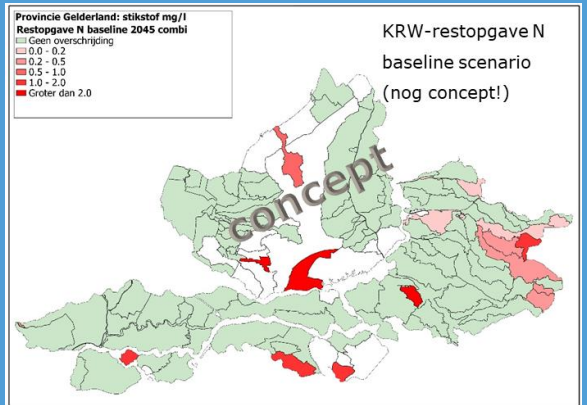 Provincie Gelderland: stikstof mg/l
Restopgave N baseline 2045 combi
Geen overschrijding
0.0 - 0.2
0.2 - 0.5
0.5 - 1.0
1.0 - 2.0
Groter dan 2.0
KRW-restopgave N
baseline scenario
(nog concept!)
concept